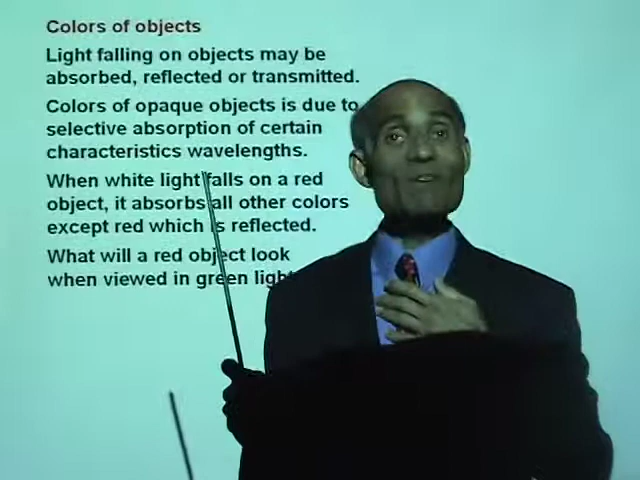 Colors of objects
Light falling on objects may be
absorbed, reflected or transmitted.
Colors of opaque objects is due to
selective absorption of certain
characteristics wavelengths.
When white light falls on a red
object, it absorbs all other colors
except red which is reflected.
What will a red object look
when viewed in green light